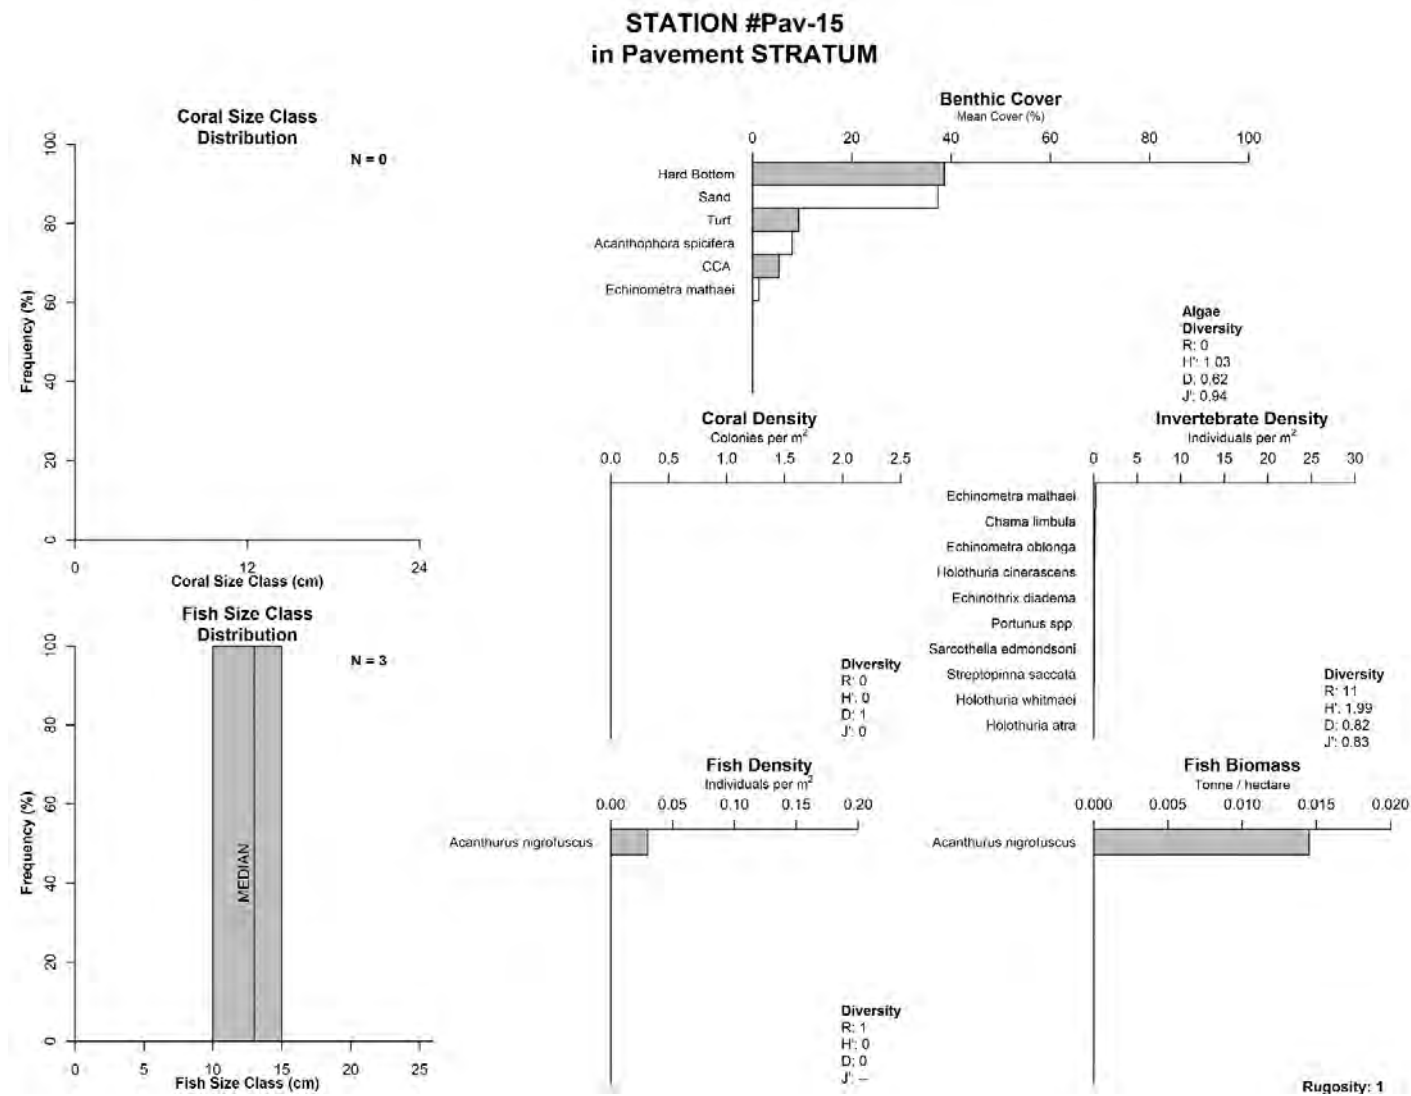 STATION #Pav-15
in Pavement STRATUM
Coral Size Class
Distribution
N = 0
Frequency (%)
0
20
40
60
80
100
0 12 24
Coral Size Class (cm)
Benthic Cover
Mean Cover (%)
0 20 40 60 80 100
Hard Bottom
Sand
Turf
Acanthophora spicifera
CCA
Echinometra mathaei
Algae
Diversity
R: 0
H': 1.03
D: 0.62
J': 0.94
Coral Density
Colonies per m²
0.0 0.5 1.0 1.5 2.0 2.5
Diversity
R: 0
H': 0
D: 1
J': 0
Invertebrate Density
Individuals per m²
0 5 10 15 20 25 30
Echinometra mathaei
Chama limbula
Echinometra oblonga
Holothuria cinerascens
Echinothrix diadema
Portunus spp.
Sarcothelia edmondsoni
Streptopinna saccata
Holothuria whitmaei
Holothuria atra
Diversity
R: 11
H': 1.99
D: 0.82
J': 0.83
Fish Size Class
Distribution
N = 3
Frequency (%)
0
20
40
60
80
100
MEDIAN
0 5 10 15 20 25
Fish Size Class (cm)
Fish Density
Individuals per m²
0.00 0.05 0.10 0.15 0.20
Acanthurus nigrofuscus
Diversity
R: 1
H': 0
D: 0
J': --
Fish Biomass
Tonne / hectare
0.000 0.005 0.010 0.015 0.020
Acanthurus nigrofuscus
Rugosity: 1